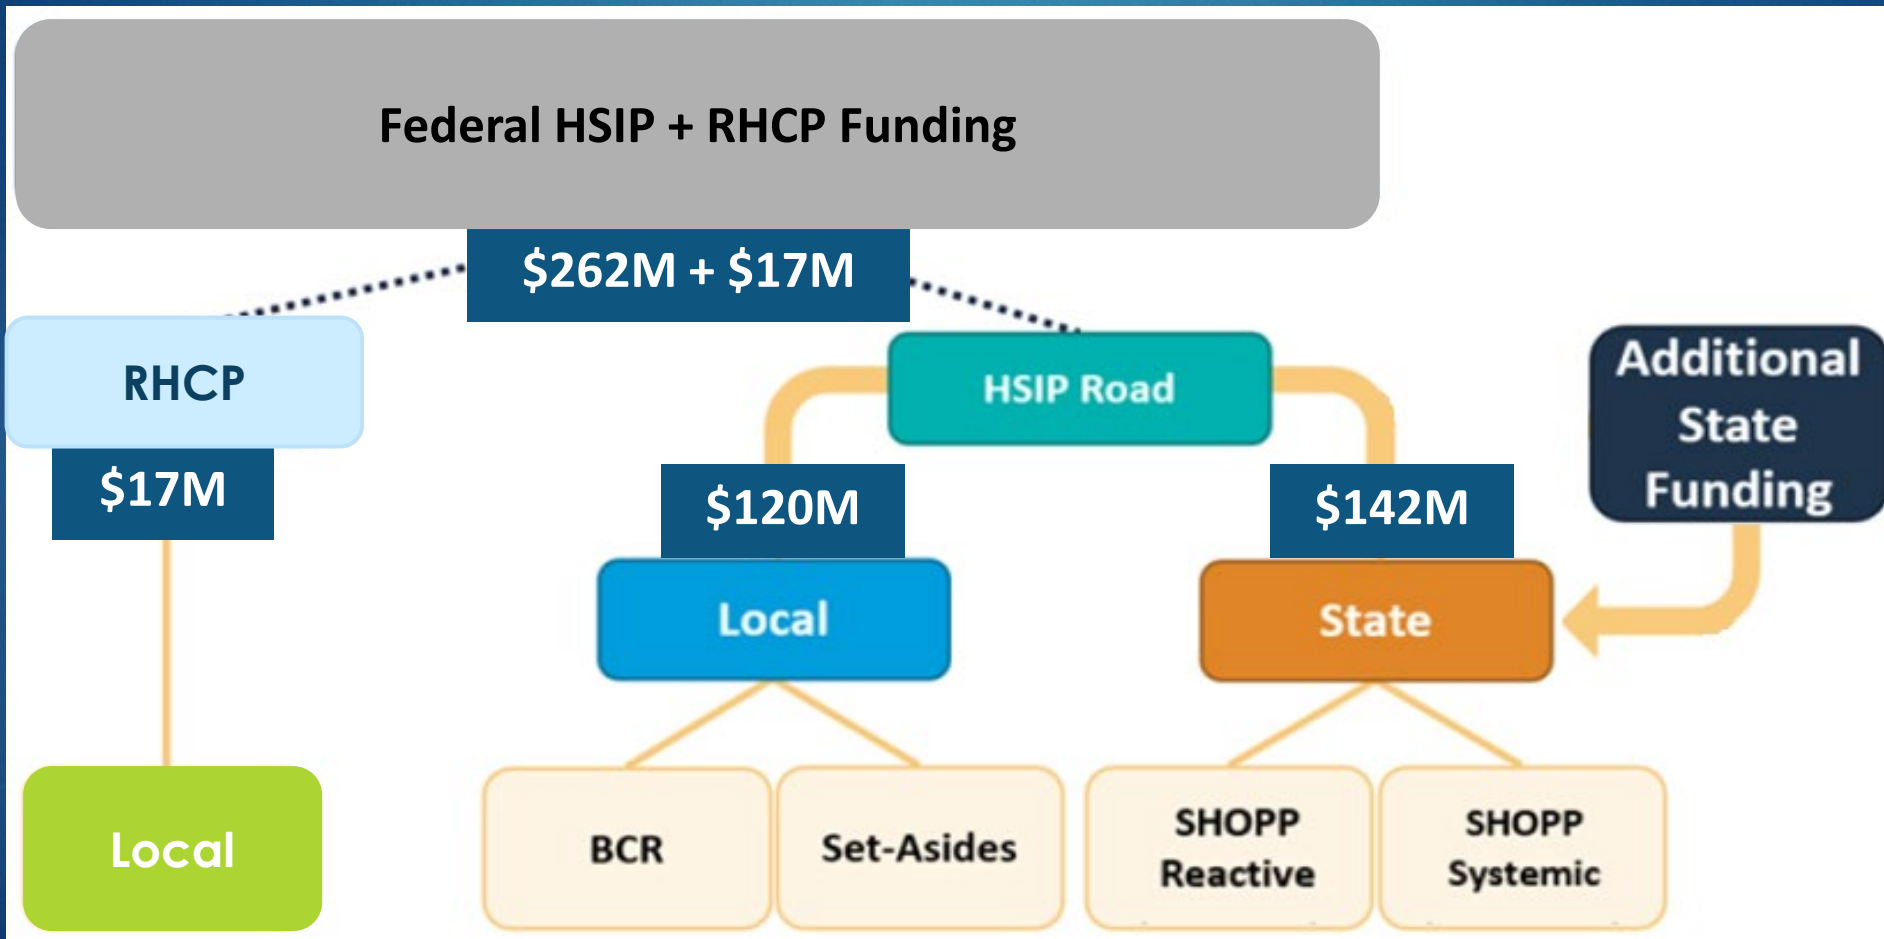 Federal HSIP + RHCP Funding
$262M + $17M
RHCP
$17M
Local
HSIP Road
$120M
Local
BCR
Set-Asides
$142M
State
SHOPP
Reactive
SHOPP
Systemic
Additional
State
Funding